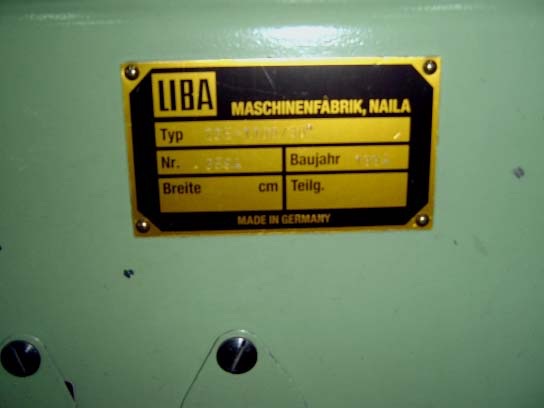 LIBA
MASCHINENFABRIK, NAILA
Typ
Nr.
Baujahr
Breite cm
Teilg.
MADE IN GERMANY